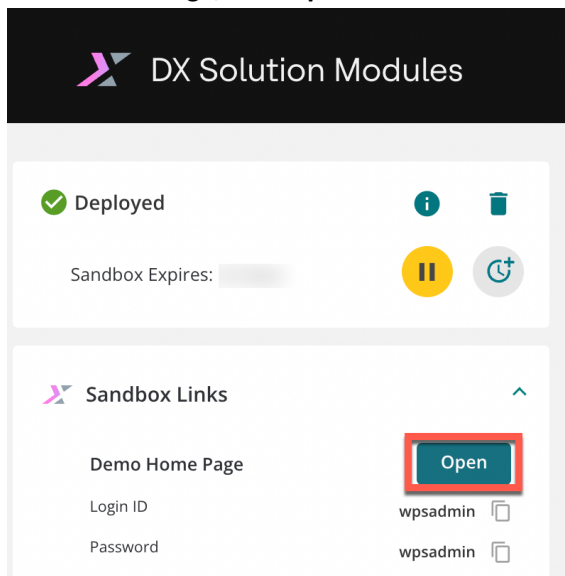 DX Solution Modules
Deployed
Sandbox Expires:
Sandbox Links
Demo Home Page Open
Login ID wpsadmin
Password wpsadmin